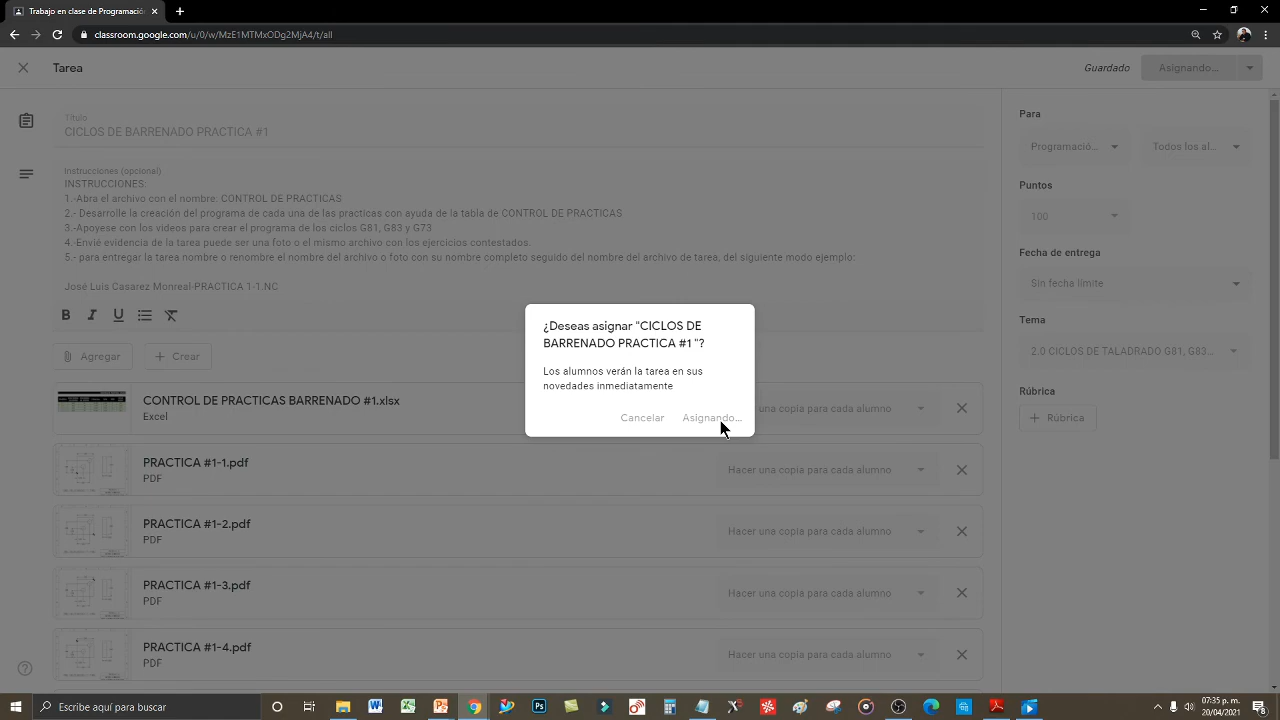 Trabajo en clase de Programació
classroom.google.com/u/0/w/MzE1MTMxODg2MjA4/t/all
Tarea
Guardado
Asignando...
Título
CICLOS DE BARRENADO PRACTICA #1
Instrucciones (opcional)
INSTRUCCIONES:
1.-Abra el archivo con el nombre: CONTROL DE PRACTICAS
2.- Desarrolle la creación del programa de cada una de las practicas con ayuda de la tabla de CONTROL DE PRACTICAS
3.-Apoyese con los videos para crear el programa de los ciclos G81, G83 y G73
4.-Envié evidencia de la tarea puede ser una foto o el mismo archivo con los ejercicios contestados.
5.- para entregar la tarea nombre o renombre el nombre del archivo o foto con su nombre completo seguido del nombre del archivo de tarea, del siguiente modo ejemplo:
José Luis Casarez Monreal-PRACTICA 1-1.NC
B I U
Agregar
Crear
CONTROL DE PRACTICAS BARRENADO #1.xlsx
Excel
una copia para cada alumno
PRACTICA #1-1.pdf
PDF
Hacer una copia para cada alumno
PRACTICA #1-2.pdf
PDF
Hacer una copia para cada alumno
PRACTICA #1-3.pdf
PDF
Hacer una copia para cada alumno
PRACTICA #1-4.pdf
PDF
Hacer una copia para cada alumno
Para
Programació...
Todos los al...
Puntos
100
Fecha de entrega
Sin fecha límite
Tema
2.0 CICLOS DE TALADRADO G81, G83...
Rúbrica
Rúbrica
¿Deseas asignar "CICLOS DE
BARRENADO PRACTICA #1 "?
Los alumnos verán la tarea en sus
novedades inmediatamente
Cancelar
Asignando...
Escribe aquí para buscar
07:35 p. m.
20/04/2021